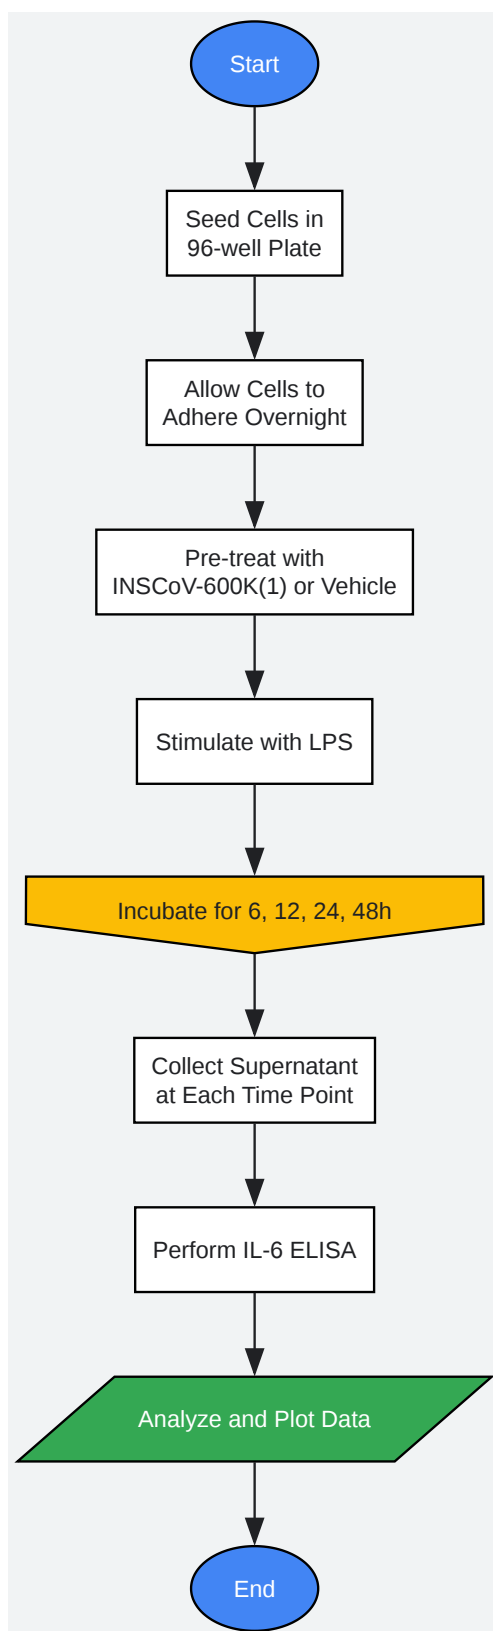 Start
Seed Cells in
96-well Plate
Allow Cells to
Adhere Overnight
Pre-treat with
INSCoV-600K(1) or Vehicle
Stimulate with LPS
Incubate for 6, 12, 24, 48h
Collect Supernatant
at Each Time Point
Perform IL-6 ELISA
Analyze and Plot Data
End